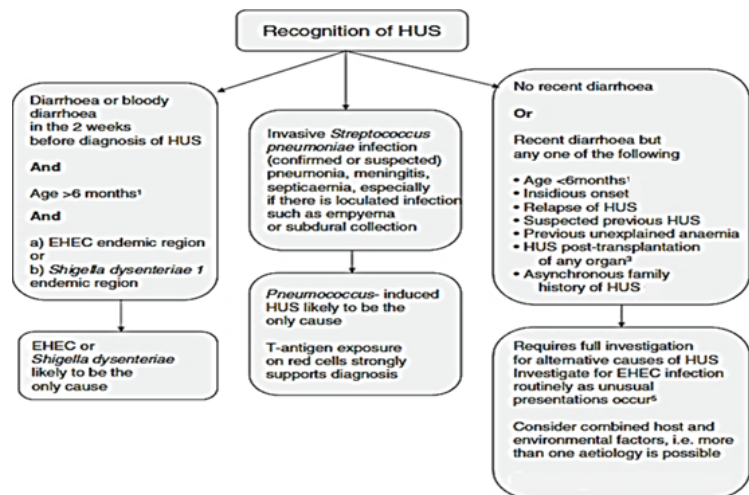 Recognition of HUS
Diarrhoea or bloody
diarrhoea
in the 2 weeks
before diagnosis of HUS
And
Age >6 months¹
And
a) EHEC endemic region
or
b) Shigella dysenteriae 1
endemic region
EHEC or
Shigella dysenteriae
likely to be the
only cause
Invasive Streptococcus
pneumoniae infection
(confirmed or suspected)
pneumonia, meningitis,
septicaemia, especially
if there is loculated infection
such as empyema
or subdural collection
Pneumococcus- induced
HUS likely to be the
only cause
T-antigen exposure
on red cells strongly
supports diagnosis
No recent diarrhoea
Or
Recent diarrhoea but
any one of the following
• Age <6months¹
• Insidious onset
• Relapse of HUS
• Suspected previous HUS
• Previous unexplained anaemia
• HUS post-transplantation
of any organ³
• Asynchronous family
history of HUS
Requires full investigation
for alternative causes of HUS
Investigate for EHEC infection
routinely as unusual
presentations occur⁵
Consider combined host and
environmental factors, i.e. more
than one aetiology is possible